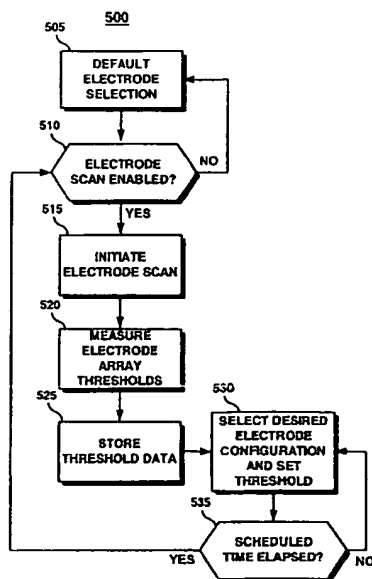 500
505
DEFAULT
ELECTRODE
SELECTION
510
ELECTRODE
SCAN ENABLED?
NO
YES
515
INITIATE
ELECTRODE SCAN
520
MEASURE
ELECTRODE
ARRAY
THRESHOLDS
525
STORE
THRESHOLD DATA
530
SELECT DESIRED
ELECTRODE
CONFIGURATION
AND SET
THRESHOLD
535
SCHEDULED
TIME ELAPSED?
YES
NO